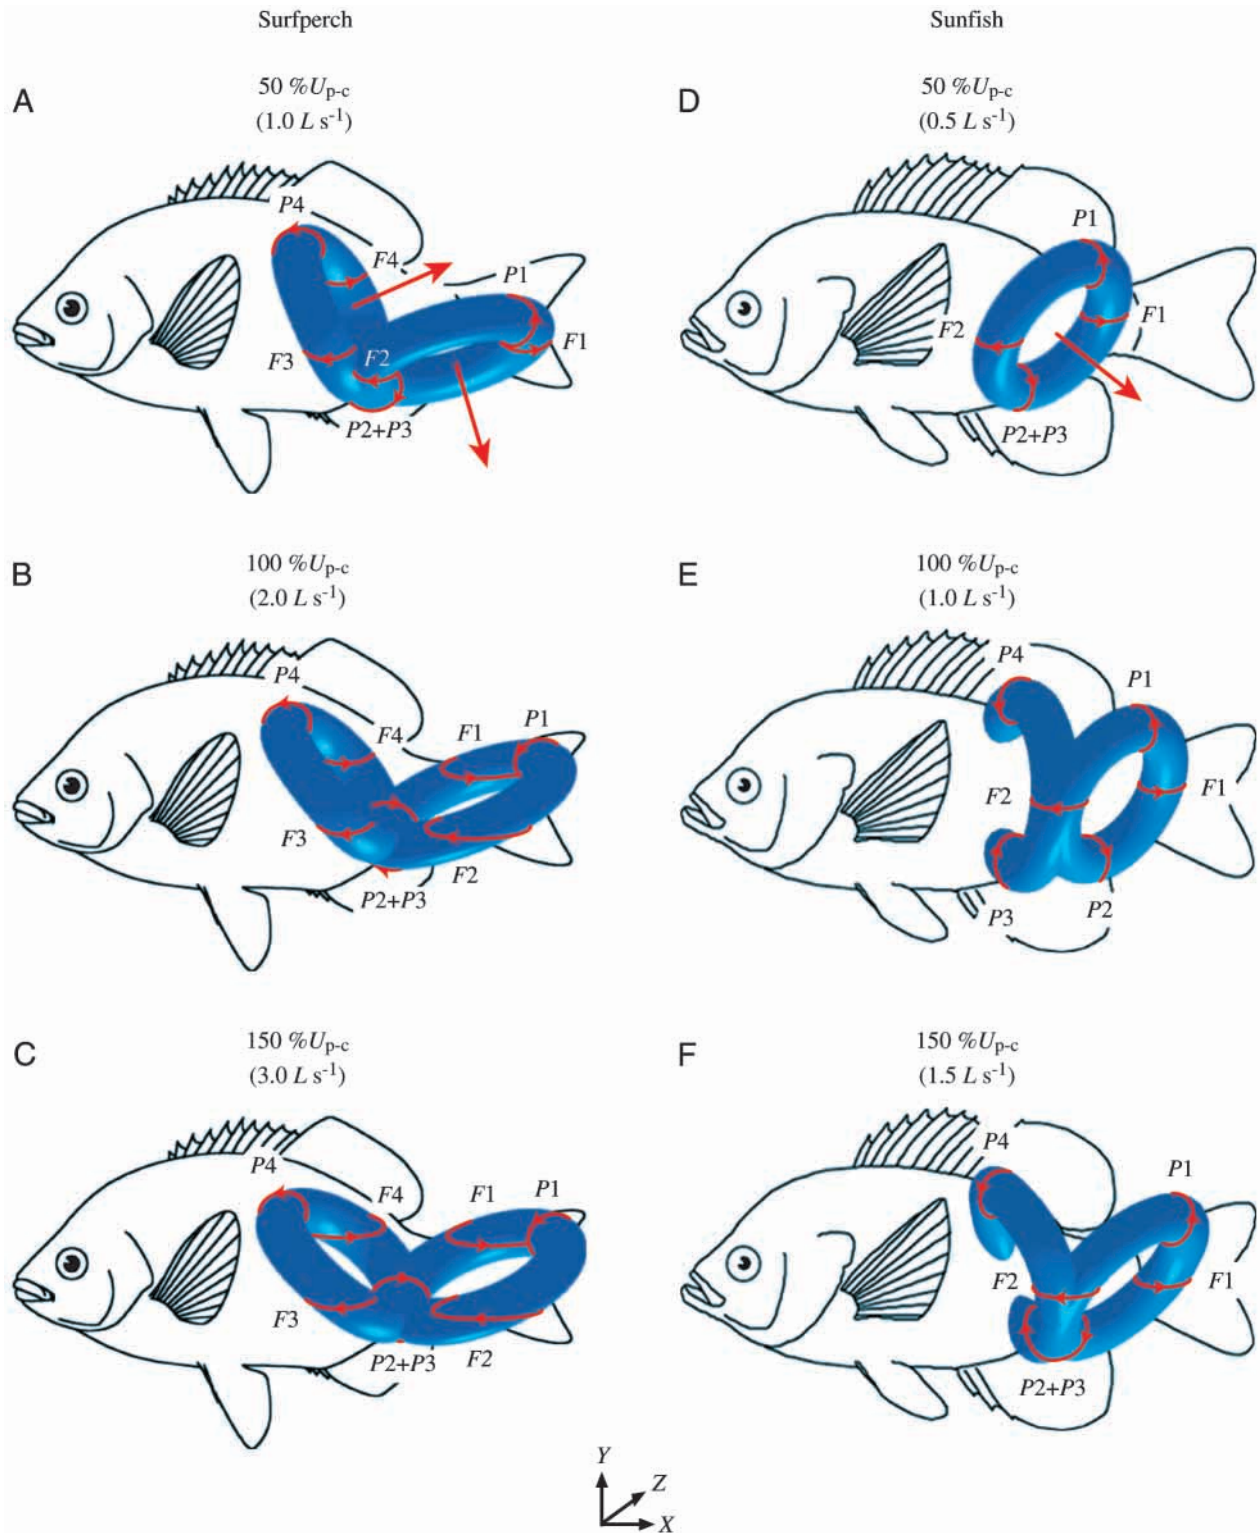 Surfperch
Sunfish
A
50 %Up-c
(1.0 L s-1)
P4
F4
P1
F3
F2
F1
P2+P3
D
50 %Up-c
(0.5 L s-1)
P1
F2
F1
P2+P3
B
100 %Up-c
(2.0 L s-1)
P4
F4
F1
P1
F3
F2
P2+P3
E
100 %Up-c
(1.0 L s-1)
P4
P1
F2
F1
P3
P2
C
150 %Up-c
(3.0 L s-1)
P4
F4
F1
P1
F3
P2+P3
F2
F
150 %Up-c
(1.5 L s-1)
P4
P1
F2
F1
P2+P3
Y
Z
X